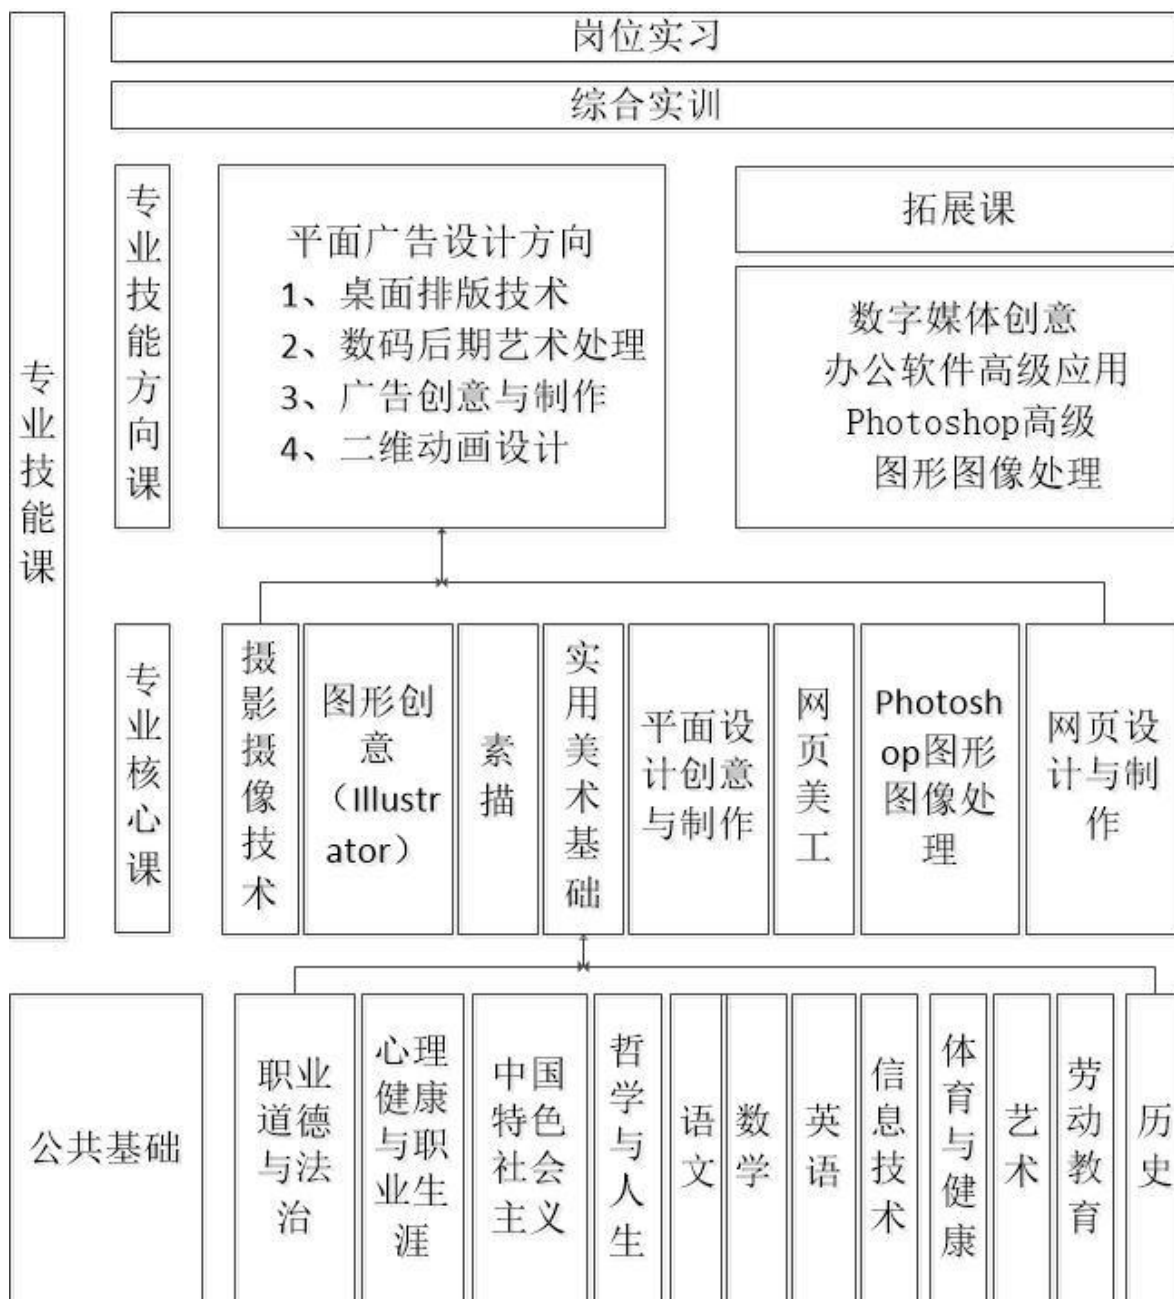 岗位实习
综合实训
专业技能课
专业技能方向课
平面广告设计方向
1、桌面排版技术
2、数码后期艺术处理
3、广告创意与制作
4、二维动画设计
拓展课
数字媒体创意
办公软件高级应用
Photoshop高级
图形图像处理
专业核心课
摄影摄像技术
图形创
意
（Illustr
ator）
素描
实用美术基础
平面设
计创意
与制作
网页美工
Photosh
op图形
图像处
理
网页设
计与制
作
公共基础
职业
道德
与法
治
心理
健康
与职
业生
涯
中国
特色
社会
主义
哲学与人生
语文
数学
英语
信息技术
体育与健康
艺术
劳动教育
历史